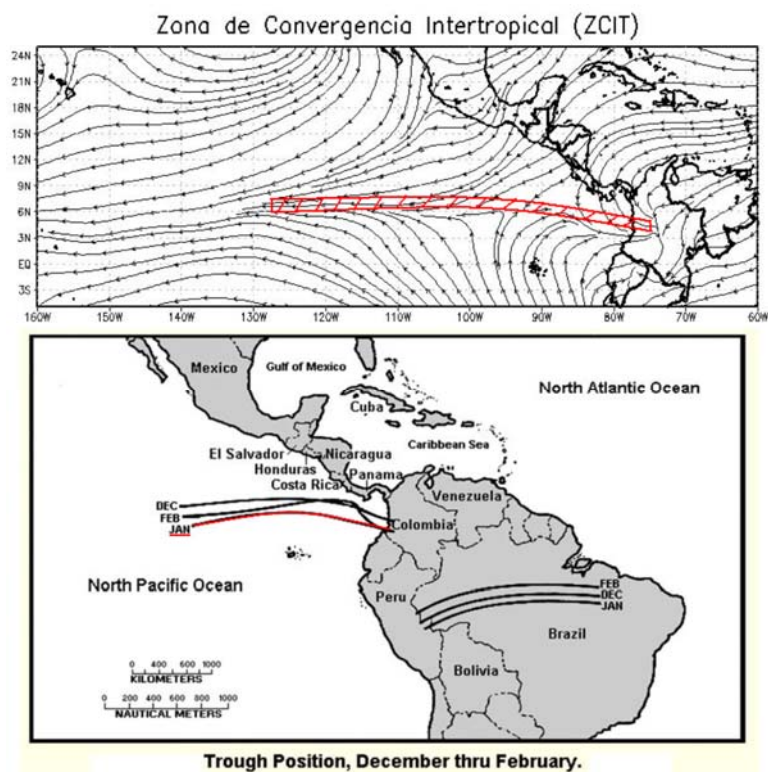 Zona de Convergencia Intertropical (ZCIT)
24N
21N
18N
15N
12N
9N
6N
3N
EQ
3S
160W 150W 140W 130W 120W 110W 100W 90W 80W 70W 60W
Mexico
Gulf of Mexico
North Atlantic Ocean
Cuba
Caribbean Sea
El Salvador
Nicaragua
Honduras
Panama
Costa Rica
Venezuela
DEC
FEB
JAN
Colombia
North Pacific Ocean
Peru
FEB
DEC
JAN
Brazil
Bolivia
0 400 600 1000
KILOMETERS
0 200 400 600 800 1000
NAUTICAL METERS
Trough Position, December thru February.